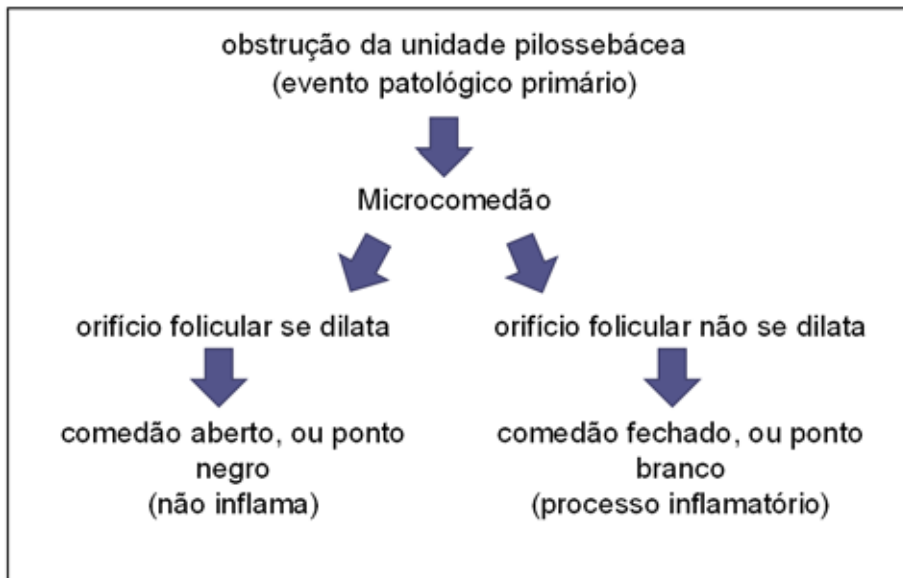 obstrução da unidade pilossebácea
(evento patológico primário)
Microcomedão
orifício folicular se dilata
orifício folicular não se dilata
comedão aberto, ou ponto
negro
(não inflama)
comedão fechado, ou ponto
branco
(processo inflamatório)